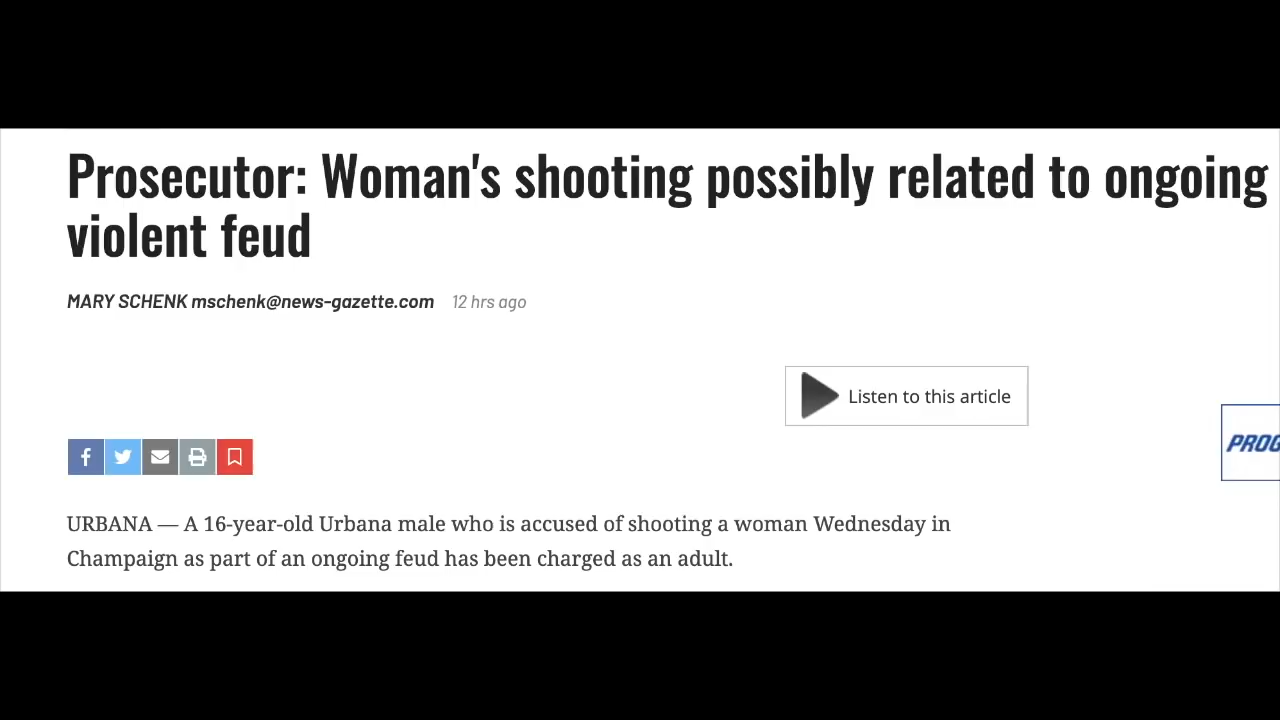 Prosecutor: Woman's shooting possibly related to ongoing
violent feud
MARY SCHENK mschenk@news-gazette.com 12 hrs ago
Listen to this article
URBANA — A 16-year-old Urbana male who is accused of shooting a woman Wednesday in
Champaign as part of an ongoing feud has been charged as an adult.